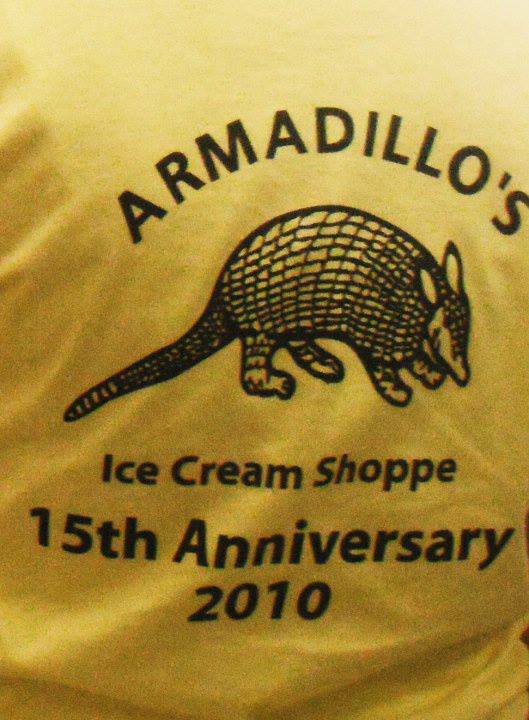 ARMADILLO'S
Ice Cream Shoppe
15th Anniversary
2010